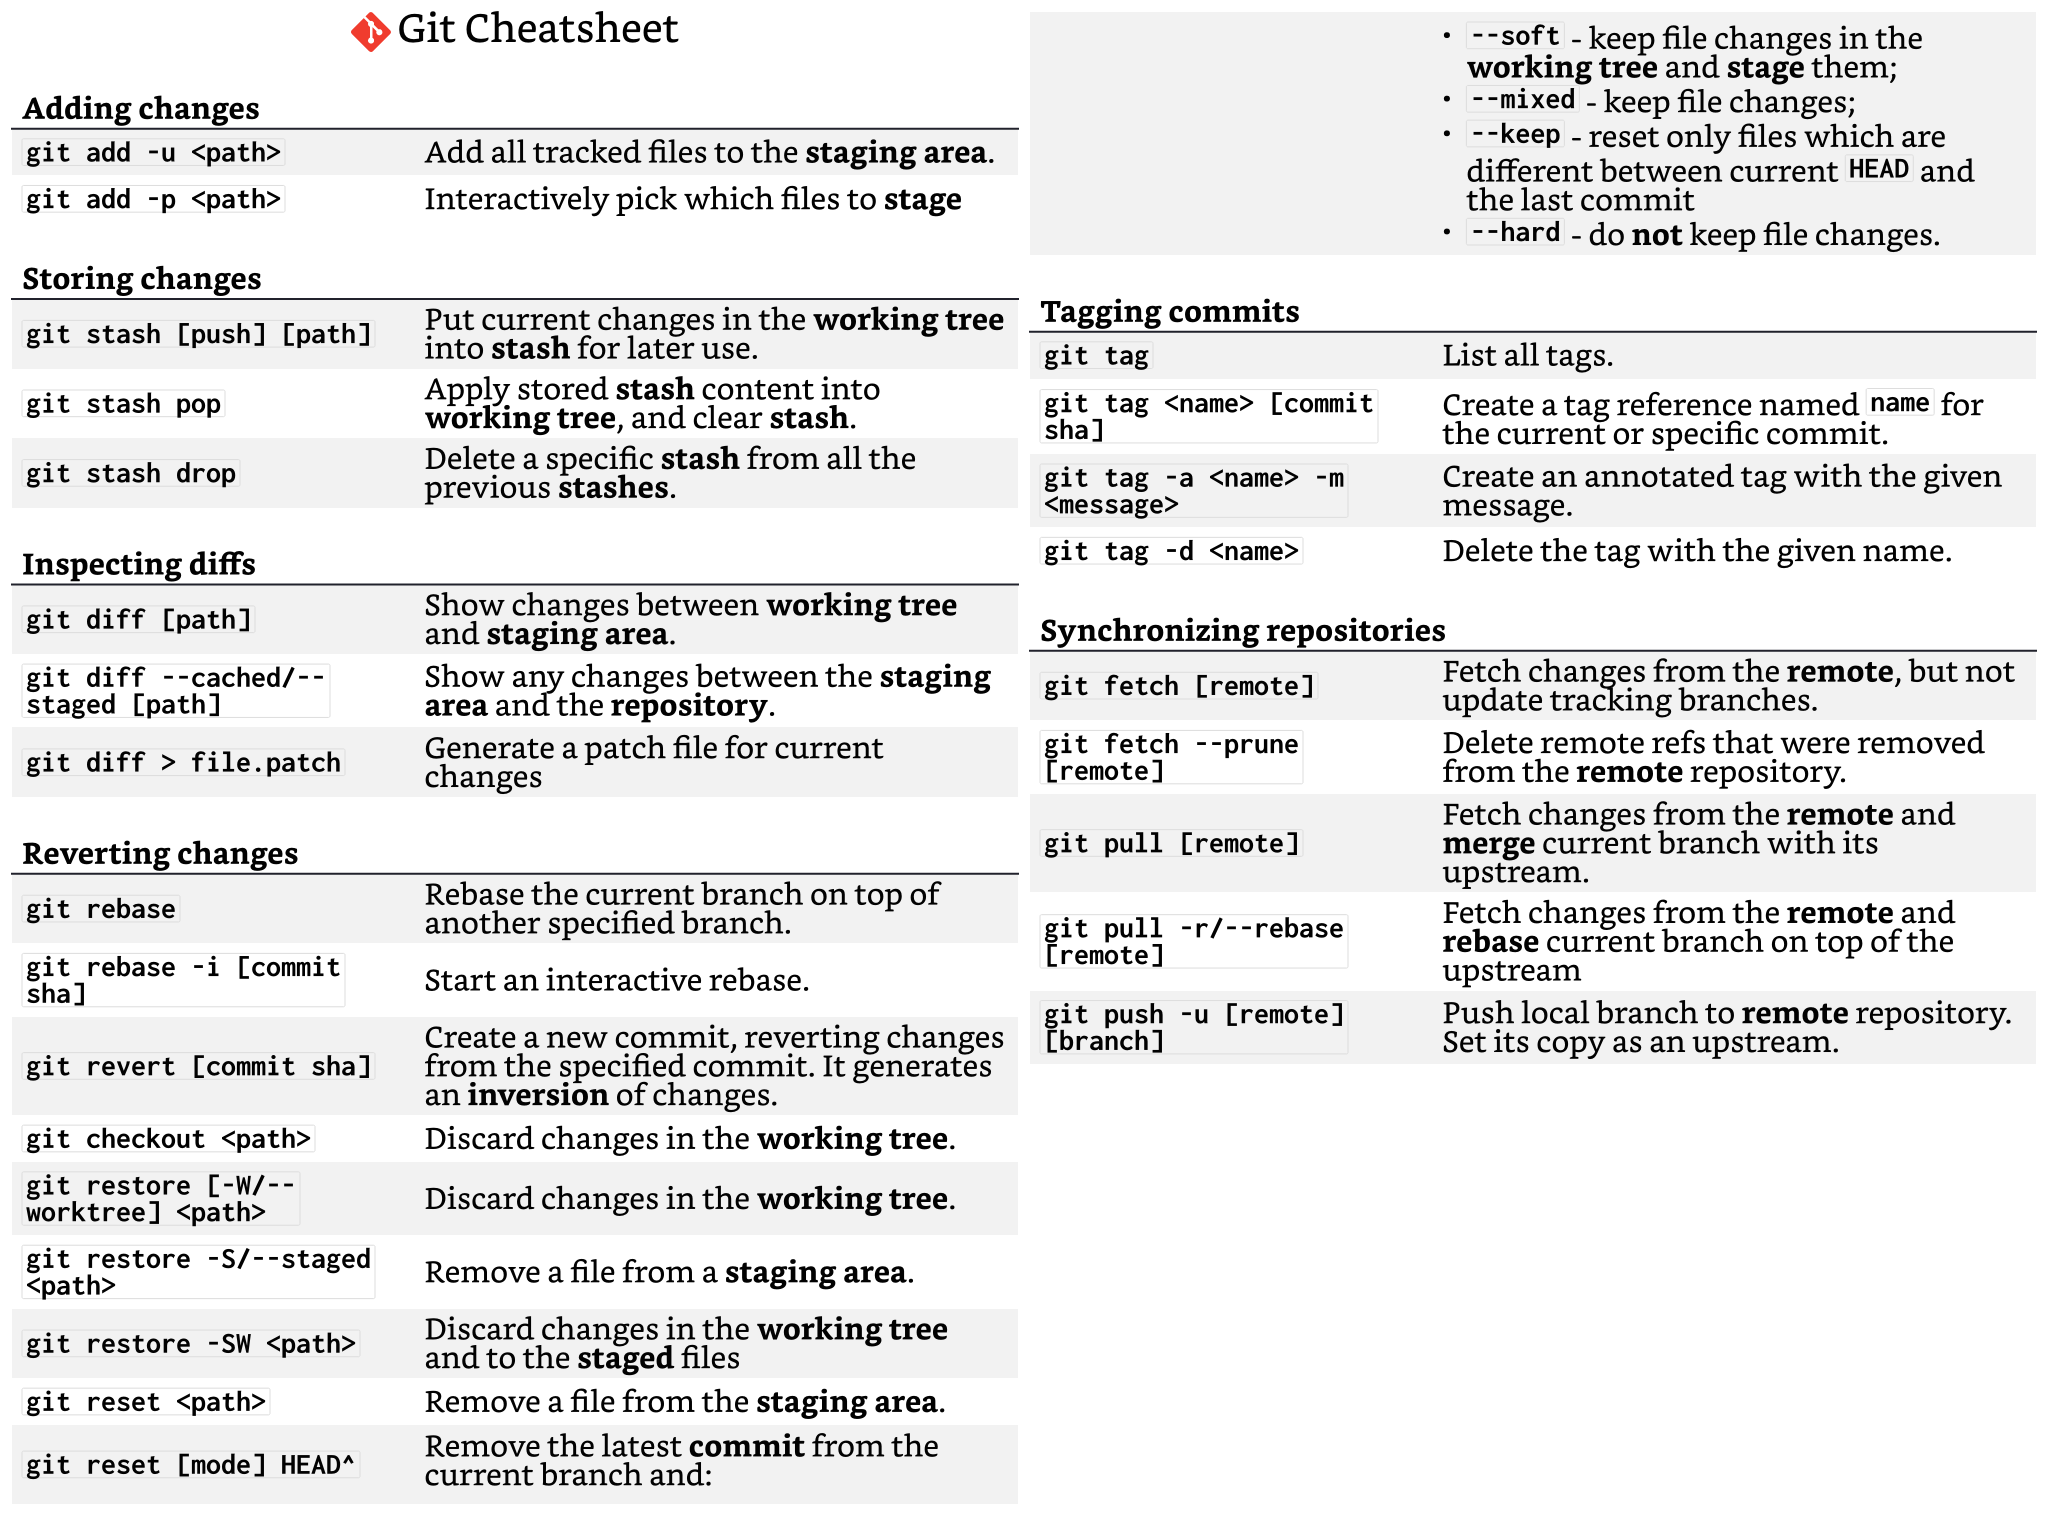 Git Cheatsheet
Adding changes
git add -u <path>
Add all tracked files to the staging area.
git add -p <path>
Interactively pick which files to stage
Storing changes
git stash [push] [path]
Put current changes in the working tree
into stash for later use.
git stash pop
Apply stored stash content into
working tree, and clear stash.
git stash drop
Delete a specific stash from all the
previous stashes.
Inspecting diffs
git diff [path]
Show changes between working tree
and staging area.
git diff --cached/--
staged [path]
Show any changes between the staging
area and the repository.
git diff > file.patch
Generate a patch file for current
changes
Reverting changes
git rebase
Rebase the current branch on top of
another specified branch.
git rebase -i [commit
sha]
Start an interactive rebase.
git revert [commit sha]
Create a new commit, reverting changes
from the specified commit. It generates
an inversion of changes.
git checkout <path>
Discard changes in the working tree.
git restore [-W/--
worktree] <path>
Discard changes in the working tree.
git restore -S/--staged
<path>
Remove a file from a staging area.
git restore -SW <path>
Discard changes in the working tree
and to the staged files
git reset <path>
Remove a file from the staging area.
git reset [mode] HEAD^
Remove the latest commit from the
current branch and:
• --soft - keep file changes in the
working tree and stage them;
• --mixed - keep file changes;
• --keep - reset only files which are
different between current HEAD and
the last commit
• --hard - do not keep file changes.
Tagging commits
git tag
List all tags.
git tag <name> [commit
sha]
Create a tag reference named name for
the current or specific commit.
git tag -a <name> -m
<message>
Create an annotated tag with the given
message.
git tag -d <name>
Delete the tag with the given name.
Synchronizing repositories
git fetch [remote]
Fetch changes from the remote, but not
update tracking branches.
git fetch --prune
[remote]
Delete remote refs that were removed
from the remote repository.
git pull [remote]
Fetch changes from the remote and
merge current branch with its
upstream.
git pull -r/--rebase
[remote]
Fetch changes from the remote and
rebase current branch on top of the
upstream
git push -u [remote]
[branch]
Push local branch to remote repository.
Set its copy as an upstream.